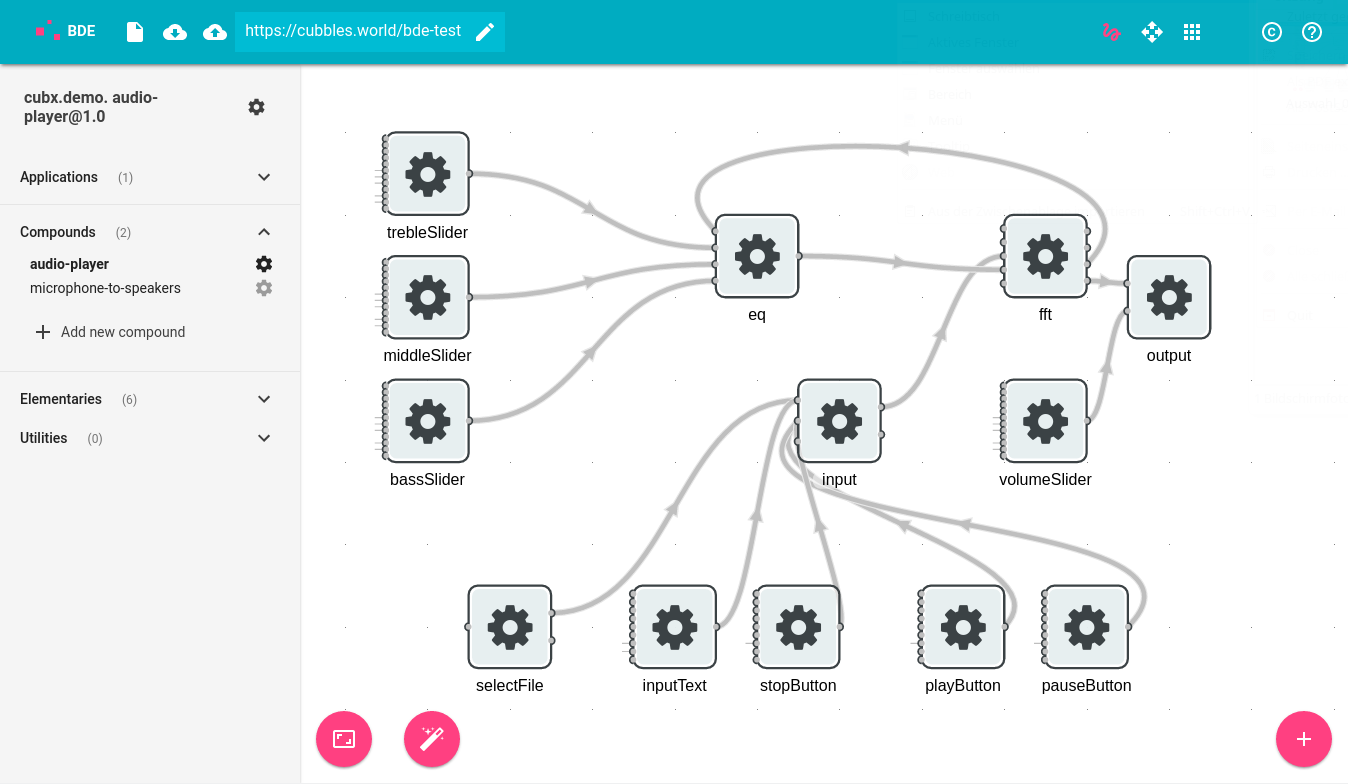 BDE
https://cubbles.world/bde-test
cubx.demo. audio-
player@1.0
Applications (1)
Compounds (2)
audio-player
microphone-to-speakers
Add new compound
Elementaries (6)
Utilities (0)
trebleSlider
middleSlider
bassSlider
eq
fft
output
input
volumeSlider
selectFile
inputText
stopButton
playButton
pauseButton